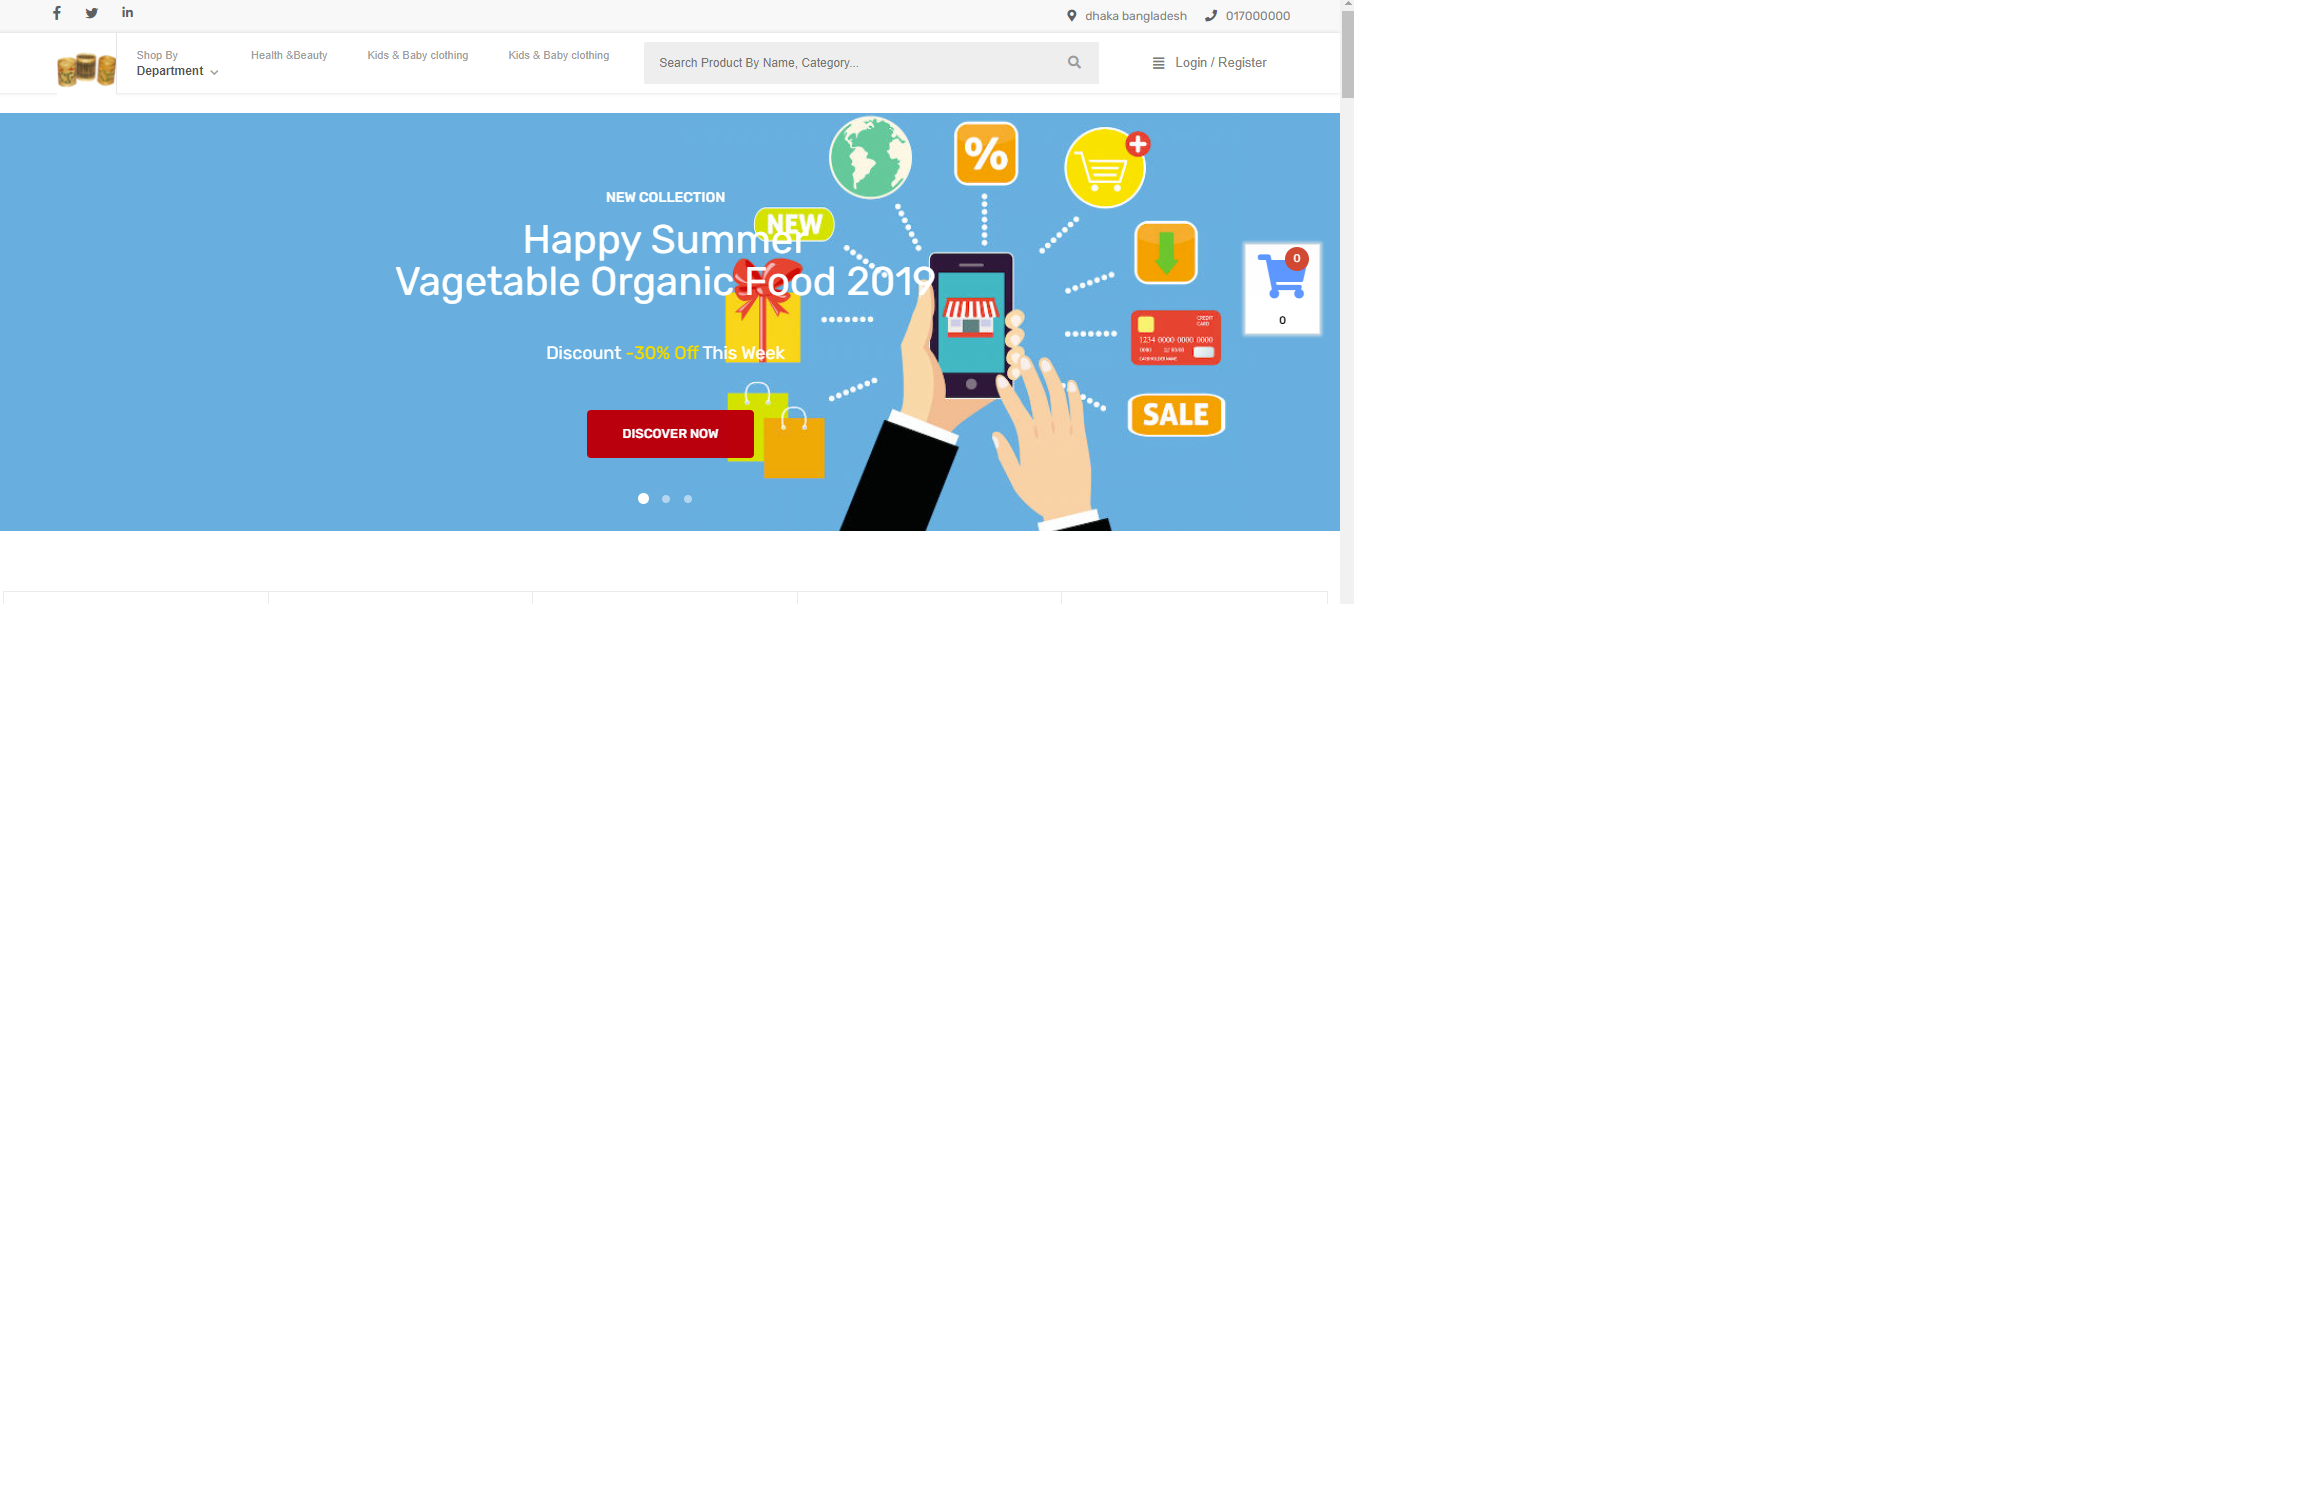 dhaka bangladesh 017000000
Shop By
Department
Health &Beauty
Kids & Baby clothing
Kids & Baby clothing
Search Product By Name, Category...
Login / Register
NEW COLLECTION
NEW
Happy Summer
Vagetable Organic Food 2019
Discount -30% Off This Week
DISCOVER NOW
%
0
0
CREDIT
CARD
1234 0000 0000 0000
CARDHOLDER NAME
SALE